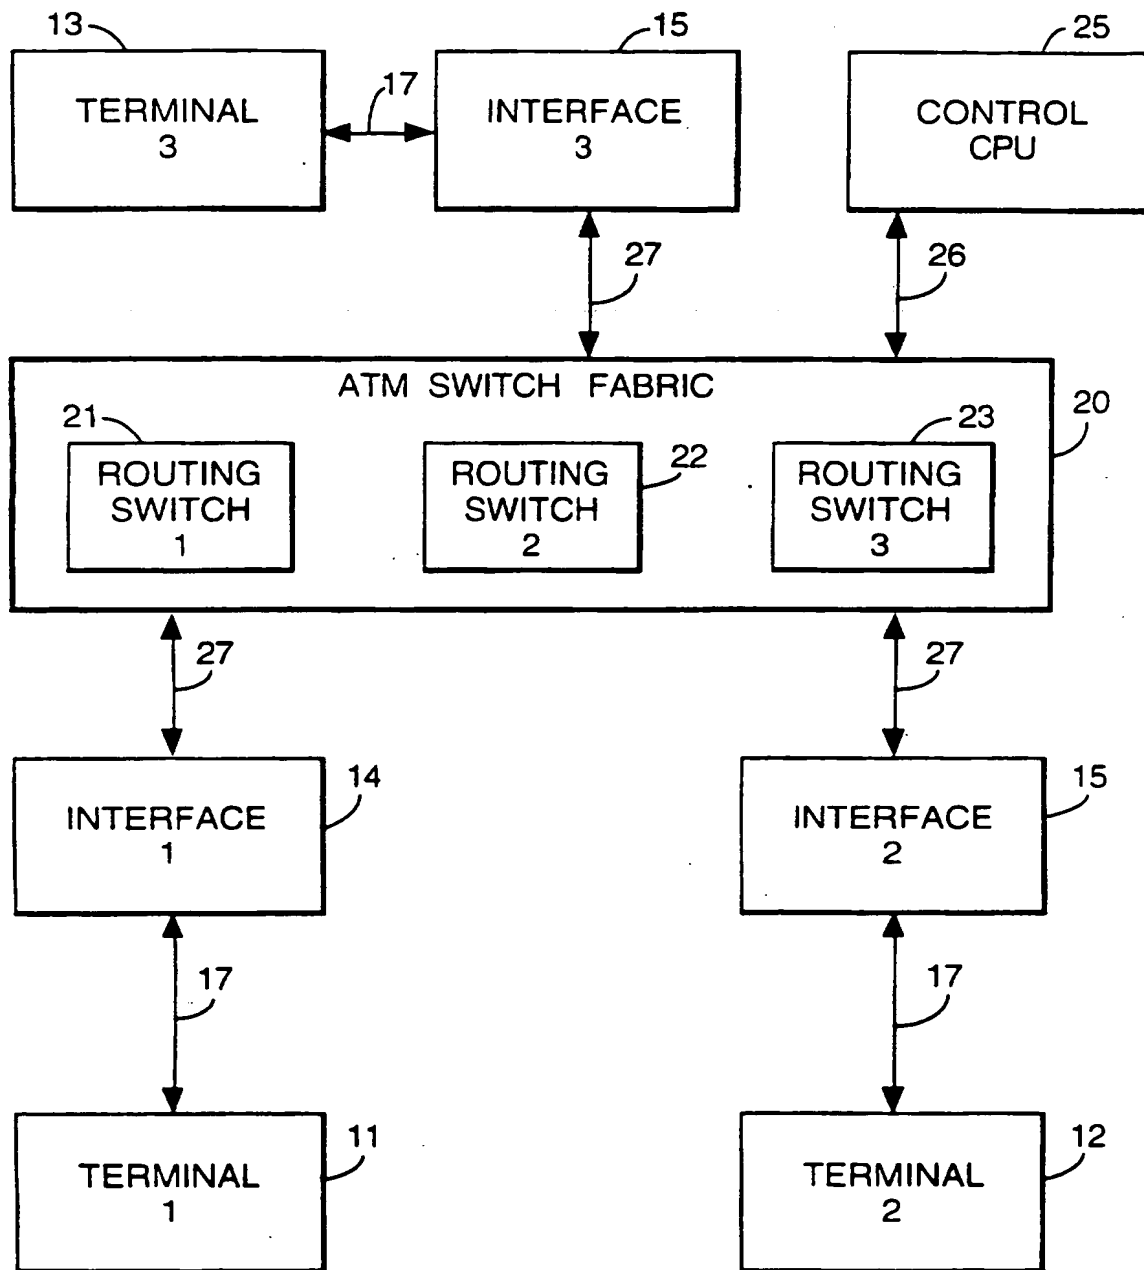 13
15
25
TERMINAL
3
17
INTERFACE
3
CONTROL
CPU
27
26
ATM SWITCH FABRIC
20
21
ROUTING
SWITCH
1
22
ROUTING
SWITCH
2
23
ROUTING
SWITCH
3
27
27
INTERFACE
1
14
INTERFACE
2
15
17
17
TERMINAL
1
11
TERMINAL
2
12